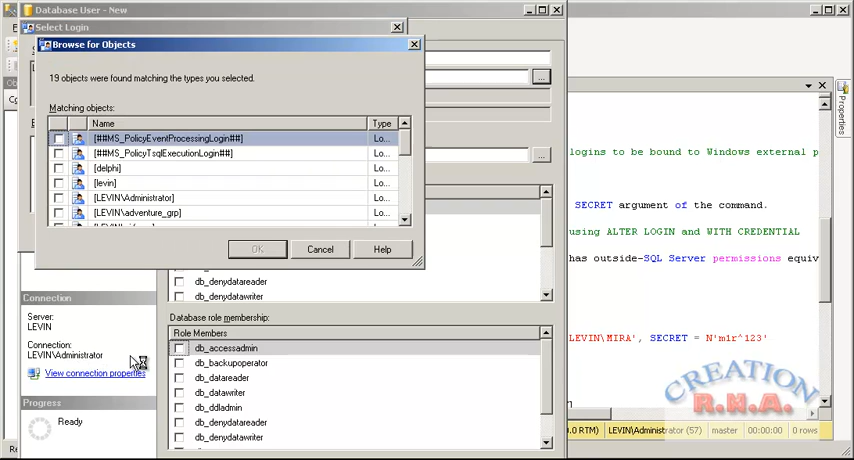 Database User - New
Select Login
Browse for Objects
19 objects were found matching the types you selected.
Matching objects:
Name Type
[##MS_PolicyEventProcessingLogin##] Lo...
[##MS_PolicyTsqlExecutionLogin##] Lo...
[delphi] Lo...
[levin] Lo...
[LEVIN\Administrator] Lo...
[LEVIN\adventure_grp] Lo...
OK Cancel Help
...
...
db_denydatareader
db_denydatawriter
Database role membership:
Role Members
db_accessadmin
db_backupoperator
db_datareader
db_datawriter
db_ddladmin
db_denydatareader
db_denydatawriter
Connection
Server:
LEVIN
Connection:
LEVIN\Administrator
View connection properties
Progress
Ready
Properties
logins to be bound to Windows external p
SECRET argument of the command.
using ALTER LOGIN and WITH CREDENTIAL
has outside-SQL Server permissions equiv
LEVIN\MIRA', SECRET = N'm1r^123'
CREATION
R.N.A.
.0 RTM) LEVIN\Administrator (57) master 00:00:00 0 rows